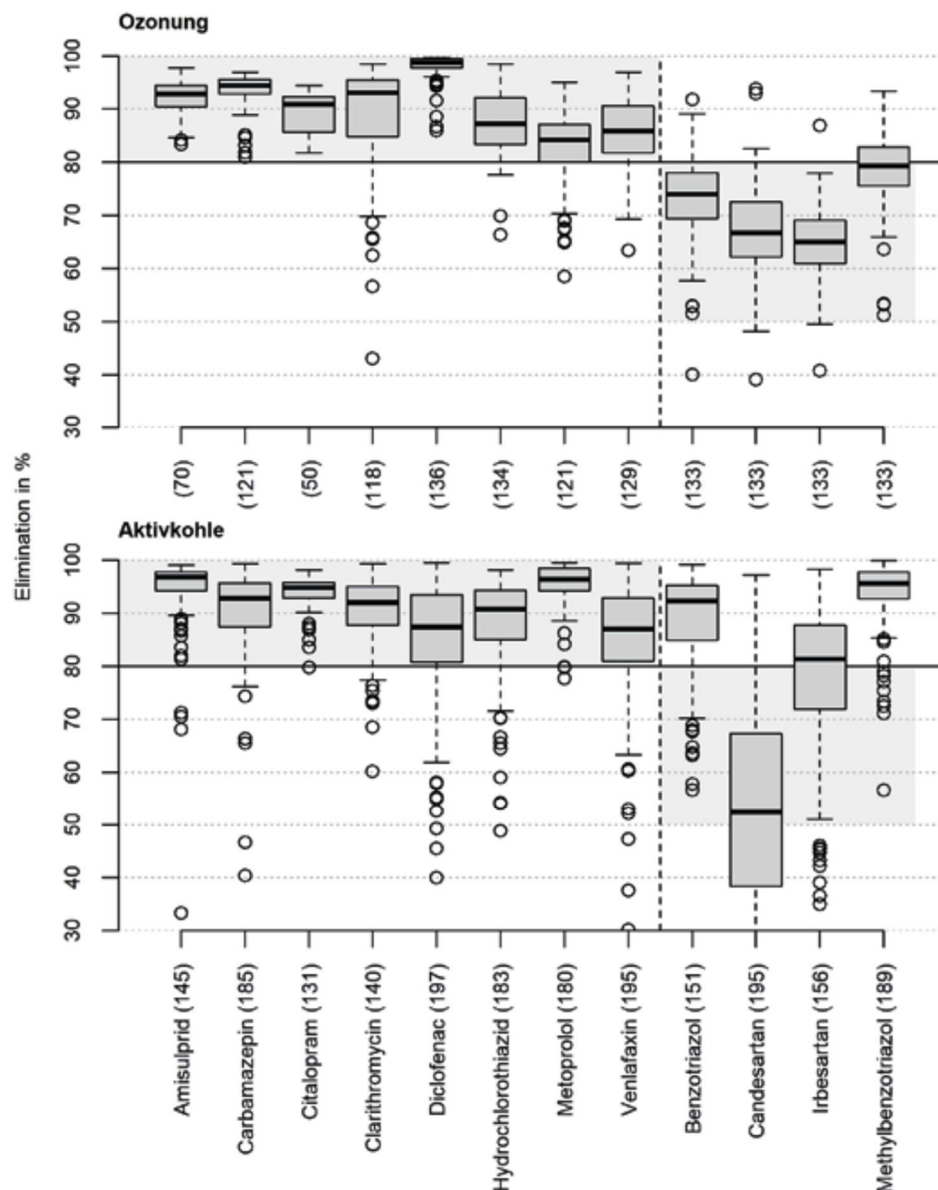 Ozonung
100
90
80
70
60
50
40
30
(70)
(121)
(50)
(118)
(136)
(134)
(121)
(129)
(133)
(133)
(133)
(133)
Elimination in %
Aktivkohle
100
90
80
70
60
50
40
30
Amisulprid (145)
Carbamazepin (185)
Citalopram (131)
Clarithromycin (140)
Diclofenac (197)
Hydrochlorothiazid (183)
Metoprolol (180)
Venlafaxin (195)
Benzotriazol (151)
Candesartan (195)
Irbesartan (156)
Methylbenzotriazol (189)